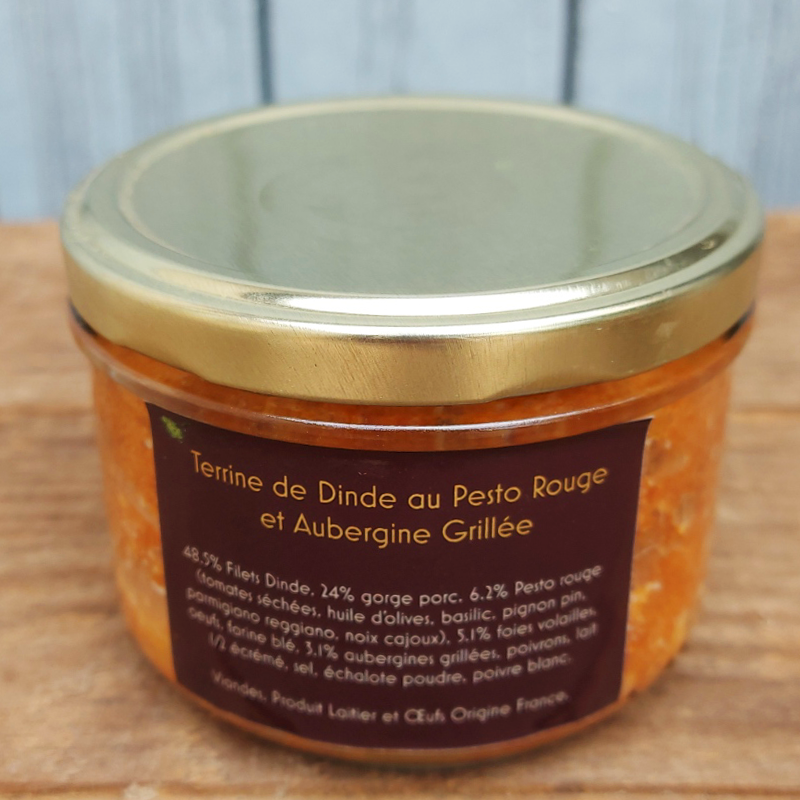 Terrine de Dinde au Pesto Rouge
et Aubergine Grillée
48.5% Filets Dinde, 24% gorge porc, 6.2% Pesto rouge
(tomates séchées, huile d'olives, basilic, pignon pin,
parmigiano reggiano, noix cajoux), 5.1% foies volailles,
oeufs, farine blé, 3,1% aubergines grillées, poivrons, lait
1/2 écrémé, sel, échalote poudre, poivre blanc.
Viandes, Produit Laitier et Œufs Origine France.